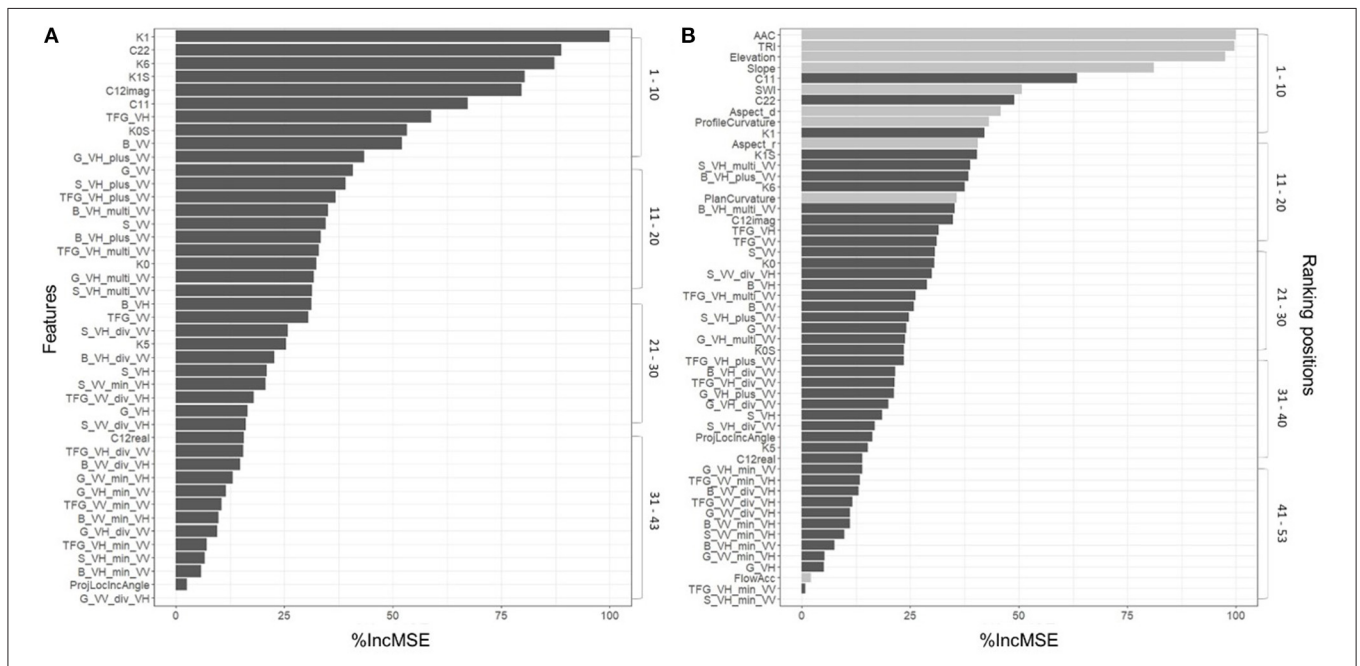 A
K1
C22
K6
K1S
C12imag
C11
TFG_VH
K0S
B_VV
G_VH_plus_VV
G_VV
S_VH_plus_VV
TFG_VH_plus_VV
B_VH_multi_VV
S_VV
B_VH_plus_VV
TFG_VH_multi_VV
K0
G_VH_multi_VV
S_VH_multi_VV
B_VH
TFG_VV
S_VH_div_VV
K5
B_VH_div_VV
S_VH
S_VV_min_VH
TFG_VV_div_VH
G_VH
S_VV_div_VH
C12real
TFG_VH_div_VV
B_VV_div_VH
G_VV_min_VH
G_VH_min_VV
TFG_VV_min_VV
B_VV_min_VH
G_VH_div_VV
TFG_VH_min_VV
S_VH_min_VV
B_VH_min_VV
ProjLocIncAngle
G_VV_div_VH
Features
0 25 50 75 100
%IncMSE
1 - 10
11 - 20
21 - 30
31 - 43
B
AAC
TRI
Elevation
Slope
C11
SWI
C22
Aspect_d
ProfileCurvature
K1
Aspect_r
K1S
S_VH_multi_VV
B_VH_plus_VV
K6
PlanCurvature
B_VH_multi_VV
C12imag
TFG_VH
TFG_VV
S_VV
K0
S_VV_div_VH
B_VH
TFG_VH_multi_VV
B_VV
S_VH_plus_VV
G_VV
G_VH_multi_VV
K0S
TFG_VH_plus_VV
B_VH_div_VV
TFG_VH_div_VV
G_VH_plus_VV
G_VH_div_VV
S_VH
S_VH_div_VV
ProjLocIncAngle
K5
C12real
G_VH_min_VV
TFG_VV_min_VH
B_VV_div_VH
TFG_VV_div_VH
G_VV_div_VH
B_VV_min_VH
S_VV_min_VH
B_VH_min_VV
G_VV_min_VH
G_VH
FlowAcc
TFG_VH_min_VV
S_VH_min_VV
0 25 50 75 100
%IncMSE
1 - 10
11 - 20
21 - 30
31 - 40
41 - 53
Ranking positions